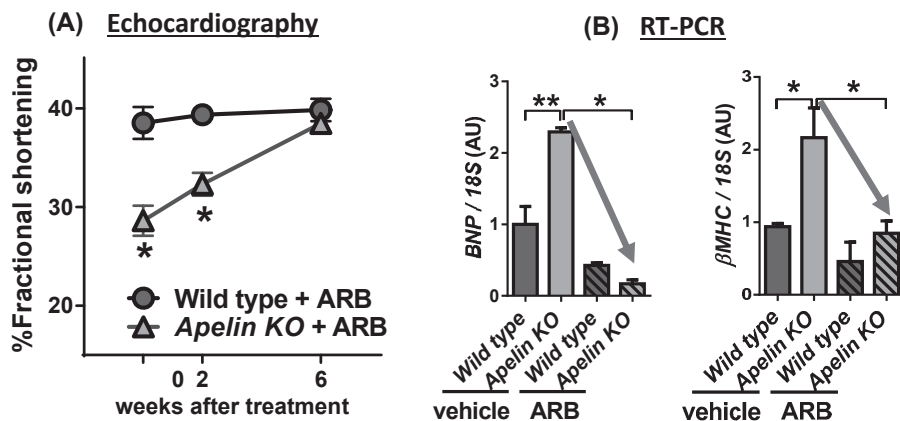 (A) Echocardiography
%Fractional shortening
40
30
20
Wild type + ARB
Apelin KO + ARB
*
*
0 2 6
weeks after treatment
(B) RT-PCR
BNP / 18S (AU)
3
2
1
0
** *
Wild type
Apelin KO
Wild type
Apelin KO
vehicle ARB
βMHC / 18S (AU)
3
2
1
0
* *
Wild type
Apelin KO
Wild type
Apelin KO
vehicle ARB